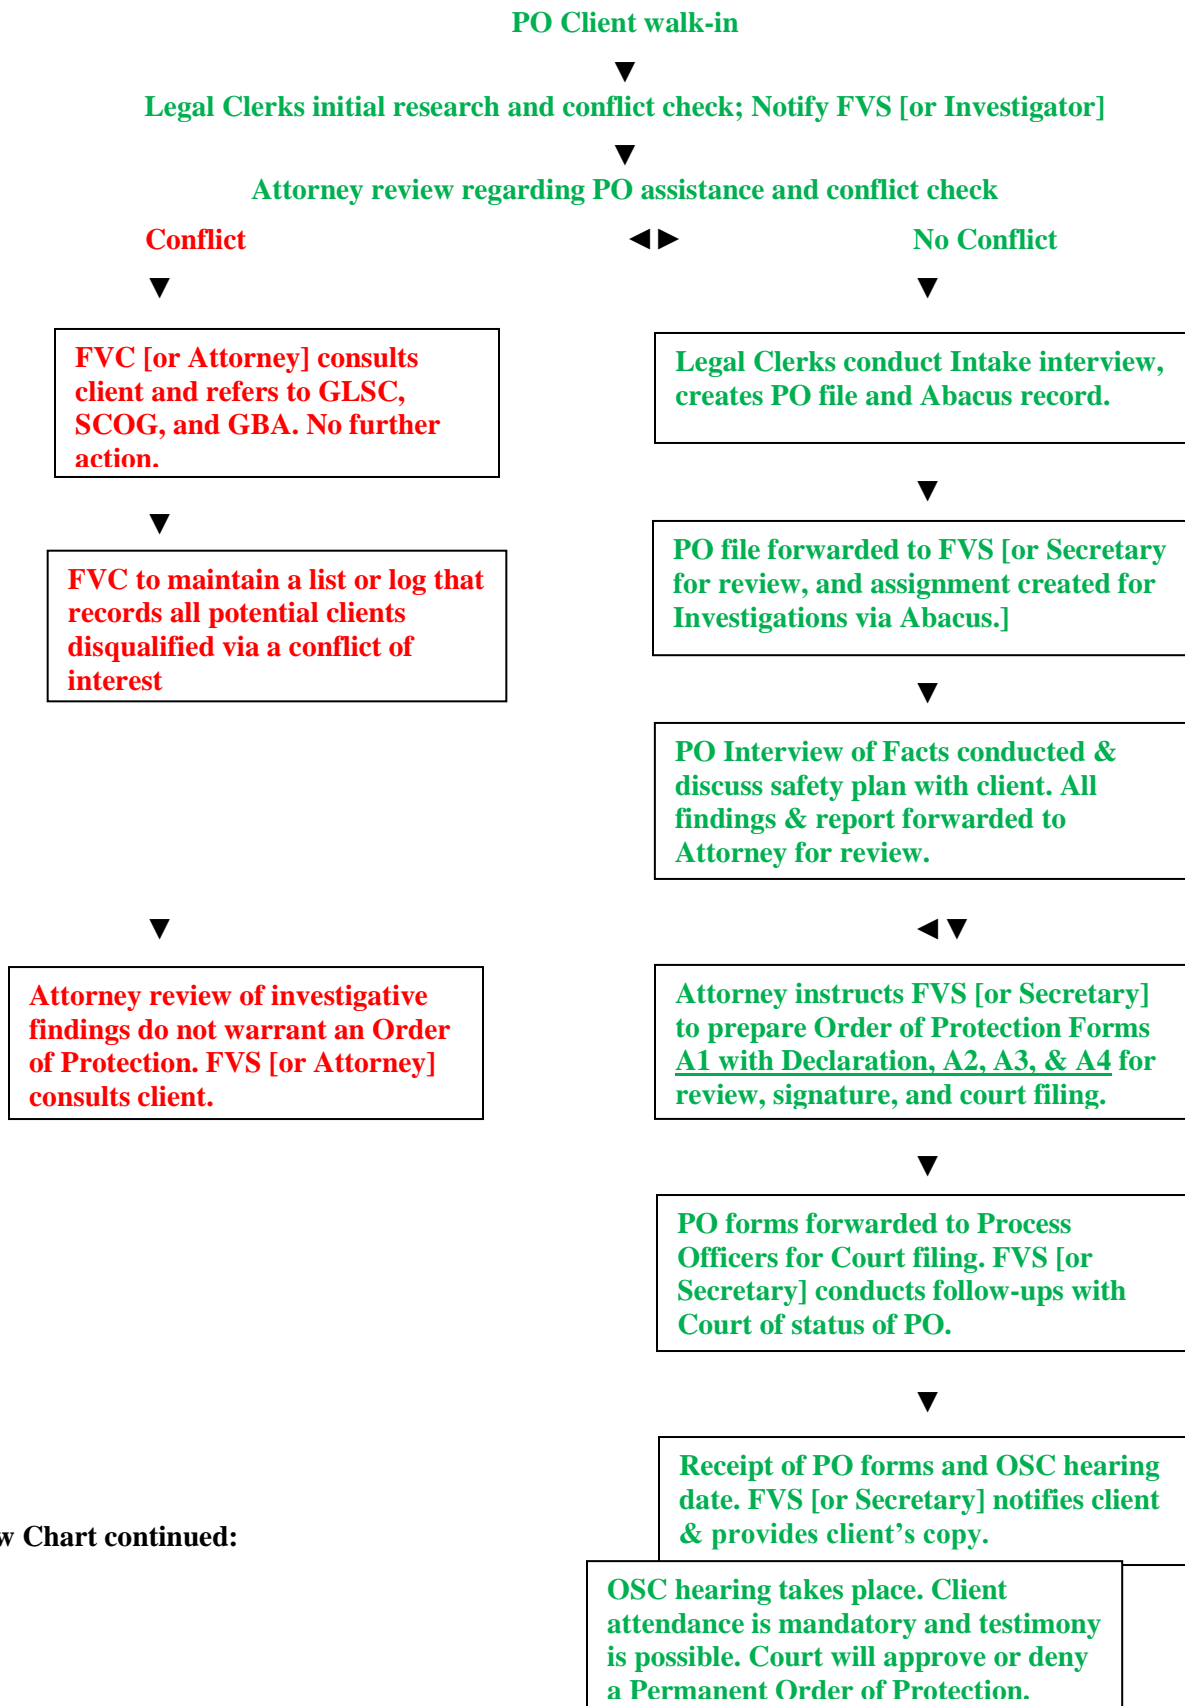 PO Client walk-in
▼
Legal Clerks initial research and conflict check; Notify FVS [or Investigator]
▼
Attorney review regarding PO assistance and conflict check
Conflict ◄► No Conflict
▼ ▼
FVC [or Attorney] consults
client and refers to GLSC,
SCOG, and GBA. No further
action.
▼
FVC to maintain a list or log that
records all potential clients
disqualified via a conflict of
interest
Legal Clerks conduct Intake interview,
creates PO file and Abacus record.
▼
PO file forwarded to FVS [or Secretary
for review, and assignment created for
Investigations via Abacus.]
▼
PO Interview of Facts conducted &
discuss safety plan with client. All
findings & report forwarded to
Attorney for review.
▼ ◄▼
Attorney review of investigative
findings do not warrant an Order
of Protection. FVS [or Attorney]
consults client.
Attorney instructs FVS [or Secretary]
to prepare Order of Protection Forms
A1 with Declaration, A2, A3, & A4 for
review, signature, and court filing.
▼
PO forms forwarded to Process
Officers for Court filing. FVS [or
Secretary] conducts follow-ups with
Court of status of PO.
▼
Receipt of PO forms and OSC hearing
date. FVS [or Secretary] notifies client
& provides client’s copy.
w Chart continued:
OSC hearing takes place. Client
attendance is mandatory and testimony
is possible. Court will approve or deny
a Permanent Order of Protection.